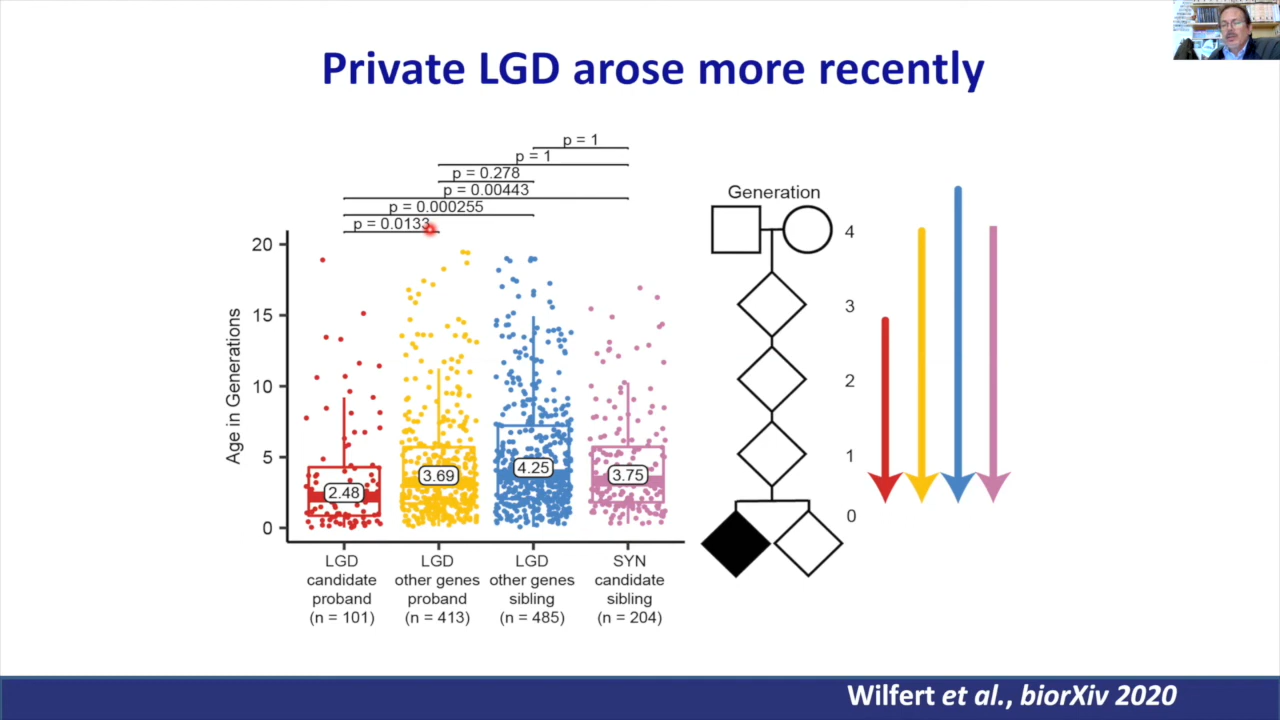 Private LGD arose more recently
p = 1
p = 1
p = 0.278
p = 0.00443
p = 0.000255
p = 0.0133
Age in Generations
20
15
10
5
0
2.48
3.69
4.25
3.75
LGD
candidate
proband
(n = 101)
LGD
other genes
proband
(n = 413)
LGD
other genes
sibling
(n = 485)
SYN
candidate
sibling
(n = 204)
Generation
4
3
2
1
0
Wilfert et al., biorXiv 2020